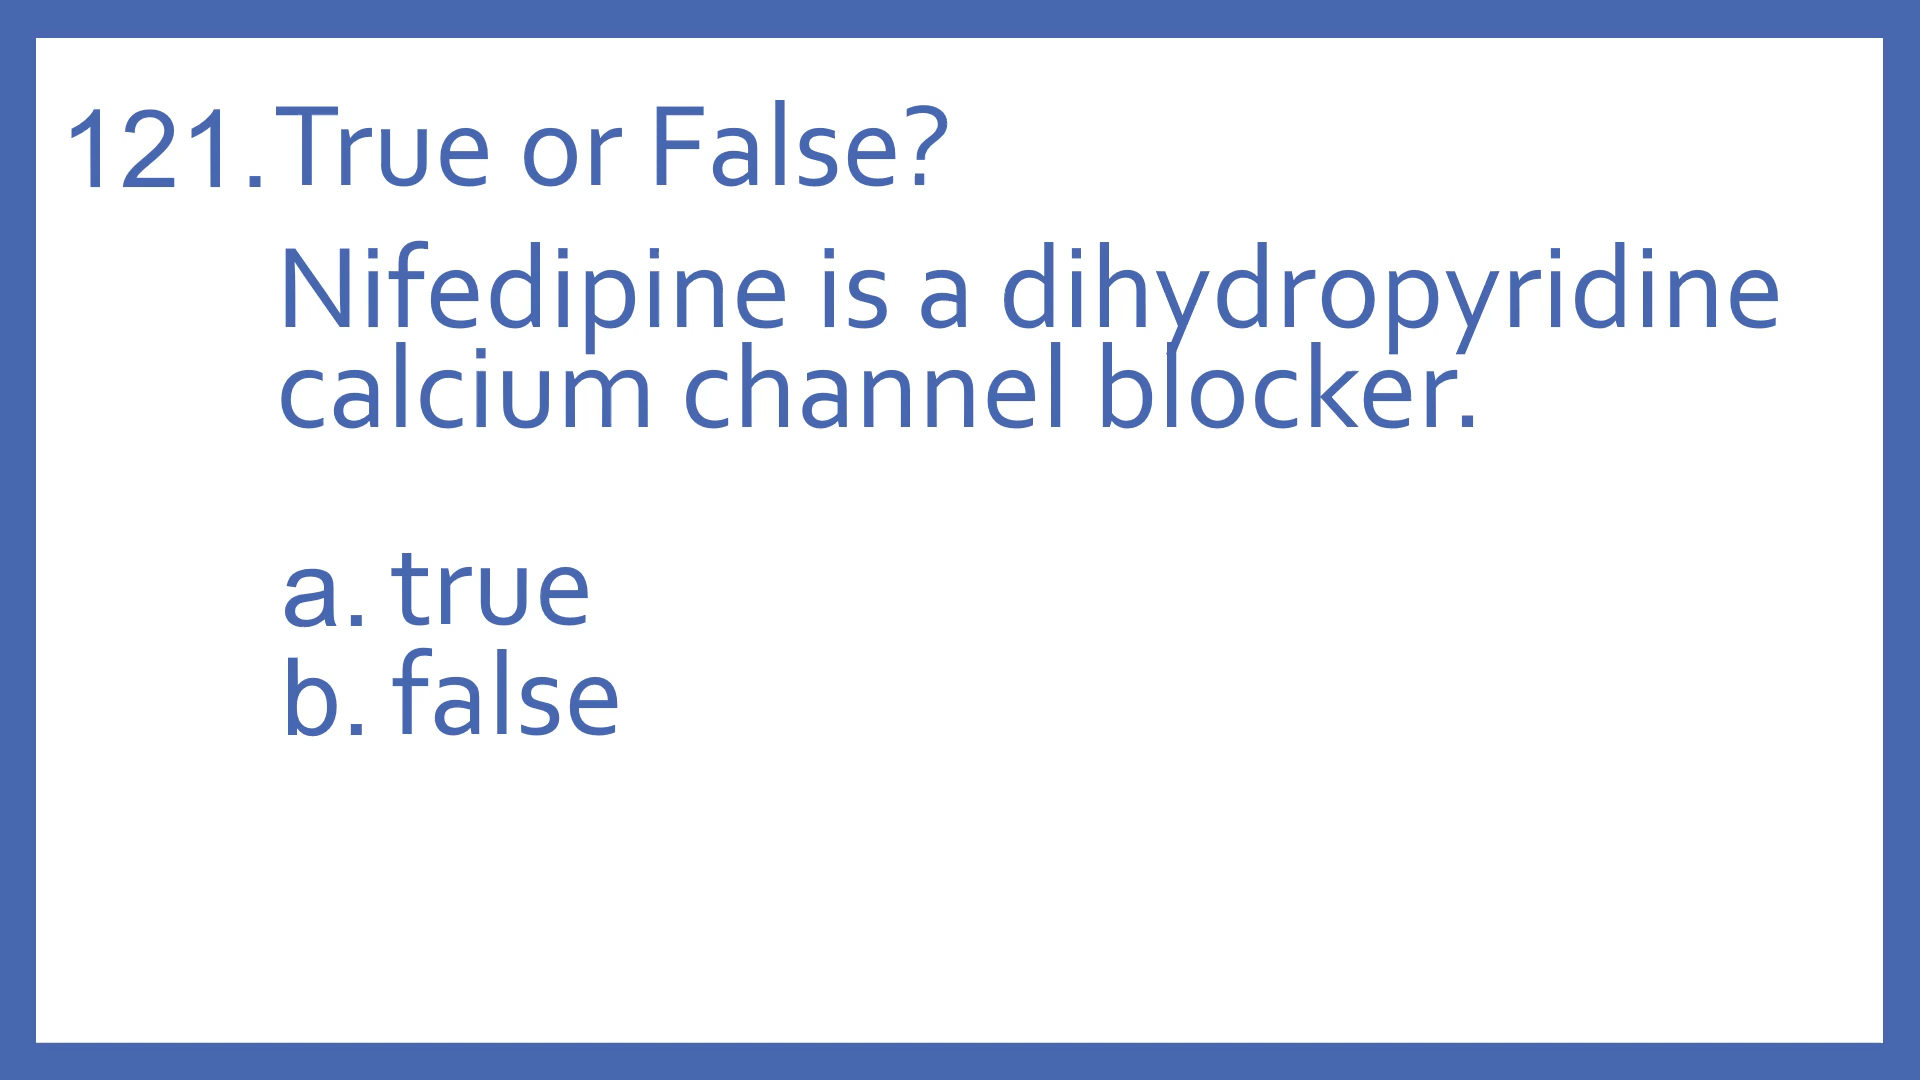 121. True or False?
Nifedipine is a dihydropyridine
calcium channel blocker.
a. true
b. false